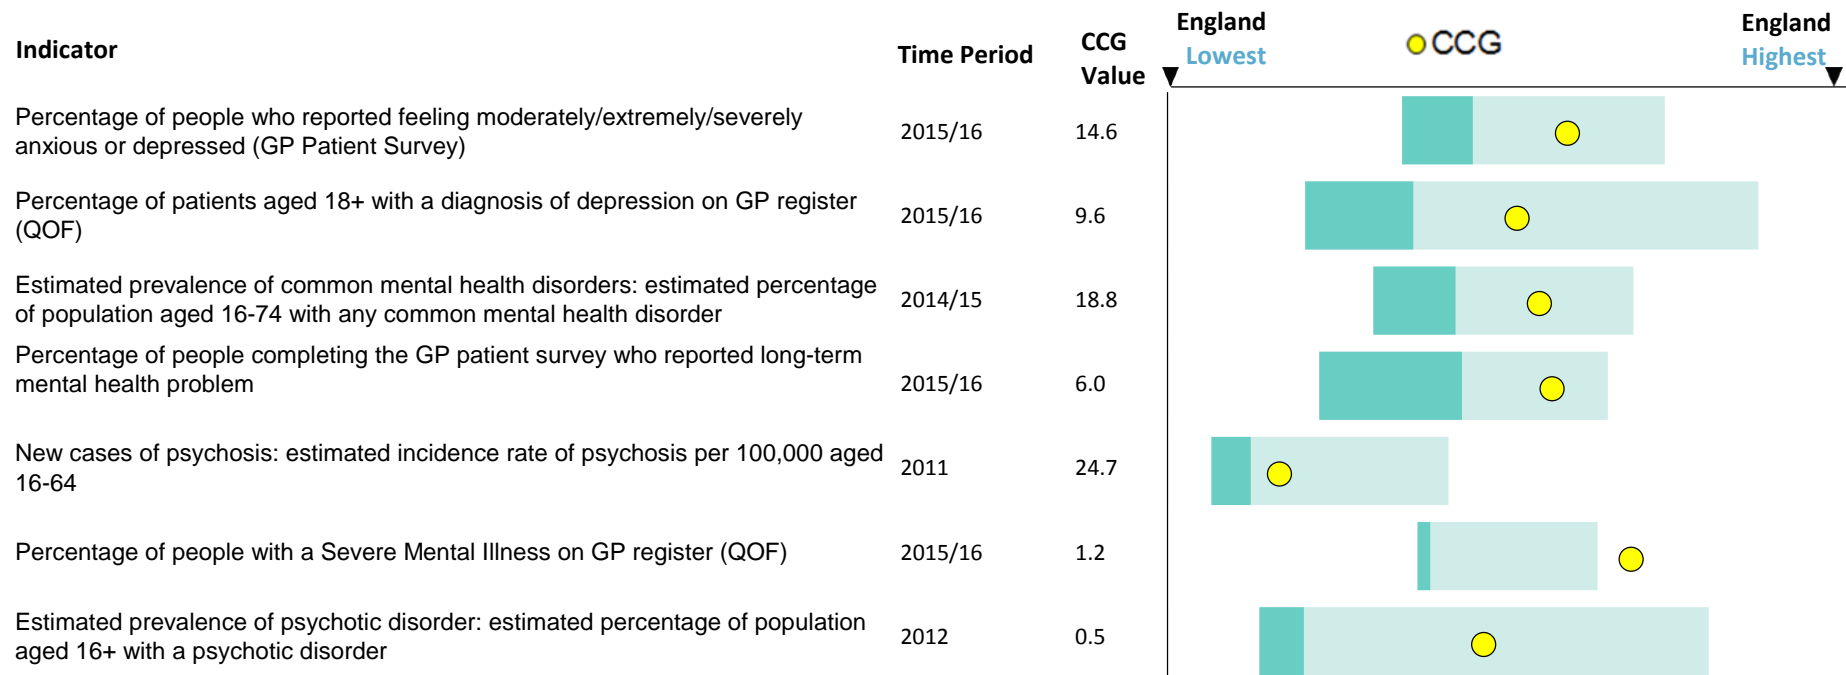 Indicator
Time Period
CCG
Value
England
Lowest
CCG
England
Highest
Percentage of people who reported feeling moderately/extremely/severely
anxious or depressed (GP Patient Survey)
2015/16
14.6
Percentage of patients aged 18+ with a diagnosis of depression on GP register
(QOF)
2015/16
9.6
Estimated prevalence of common mental health disorders: estimated percentage
of population aged 16-74 with any common mental health disorder
2014/15
18.8
Percentage of people completing the GP patient survey who reported long-term
mental health problem
2015/16
6.0
New cases of psychosis: estimated incidence rate of psychosis per 100,000 aged
16-64
2011
24.7
Percentage of people with a Severe Mental Illness on GP register (QOF)
2015/16
1.2
Estimated prevalence of psychotic disorder: estimated percentage of population
aged 16+ with a psychotic disorder
2012
0.5